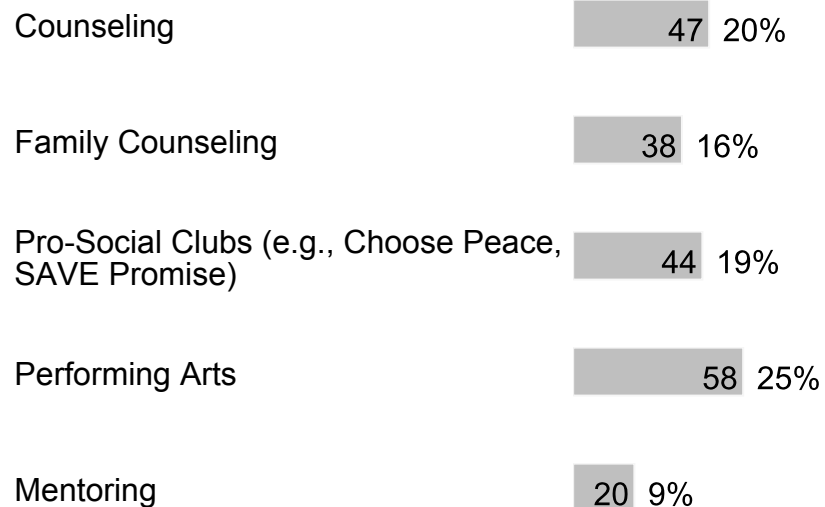 Counseling 47 20%
Family Counseling 38 16%
Pro-Social Clubs (e.g., Choose Peace,
SAVE Promise) 44 19%
Performing Arts 58 25%
Mentoring 20 9%